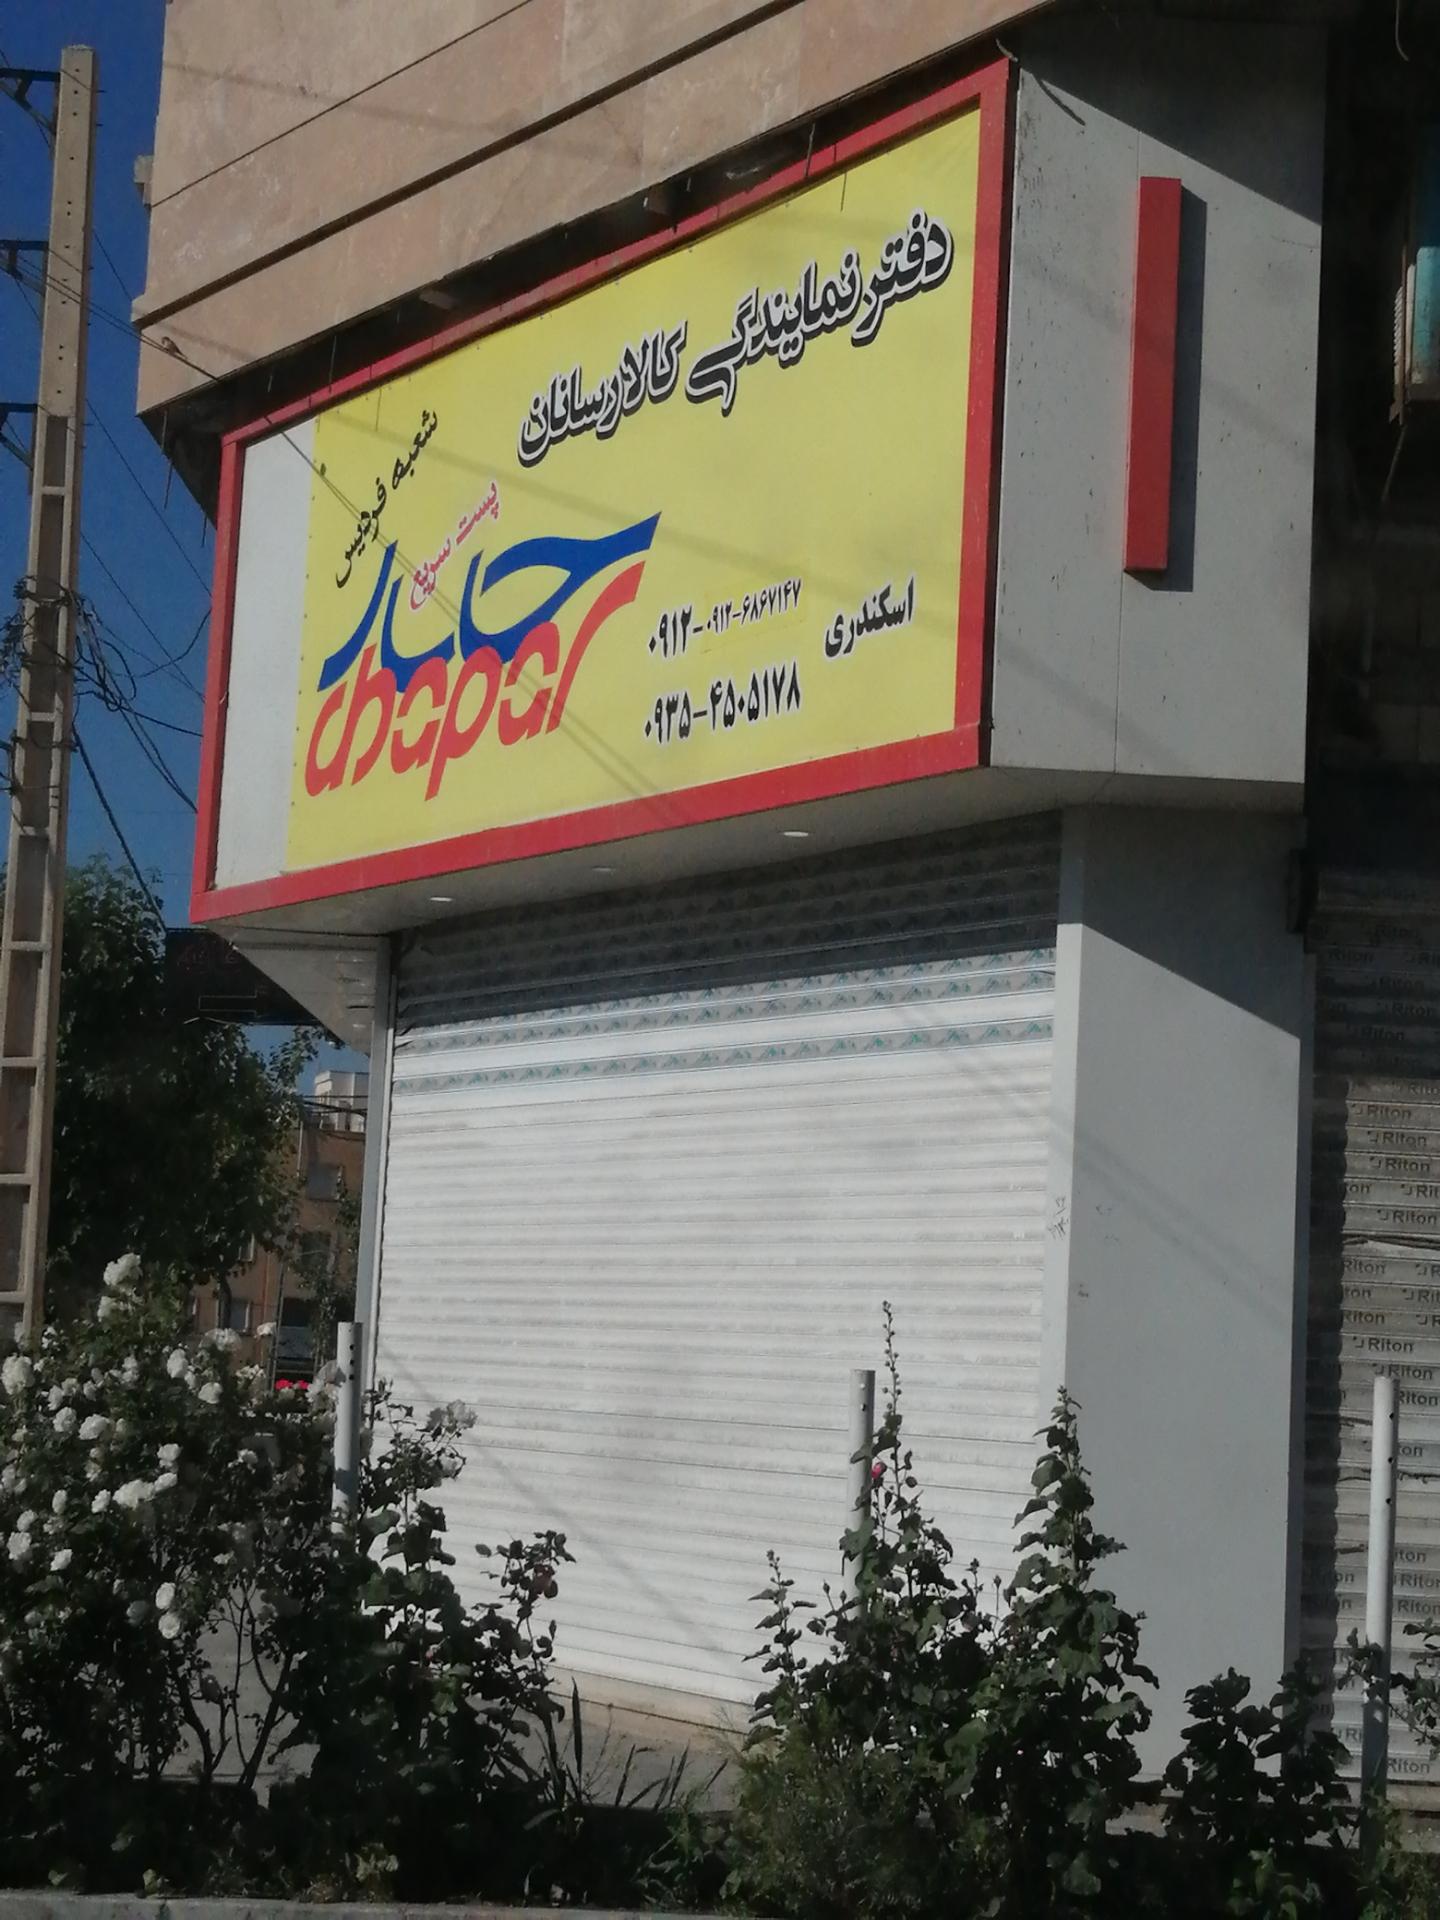 دفتر نمایندگی کالارسانان
شعبه فردیس
پست سریع
چاپار
chapar
اسکندری
۰۹۱۲-۰۹۱۲-۶۸۶۷۱۴۷
۰۹۳۵-۴۵۰۵۱۷۸
Riton